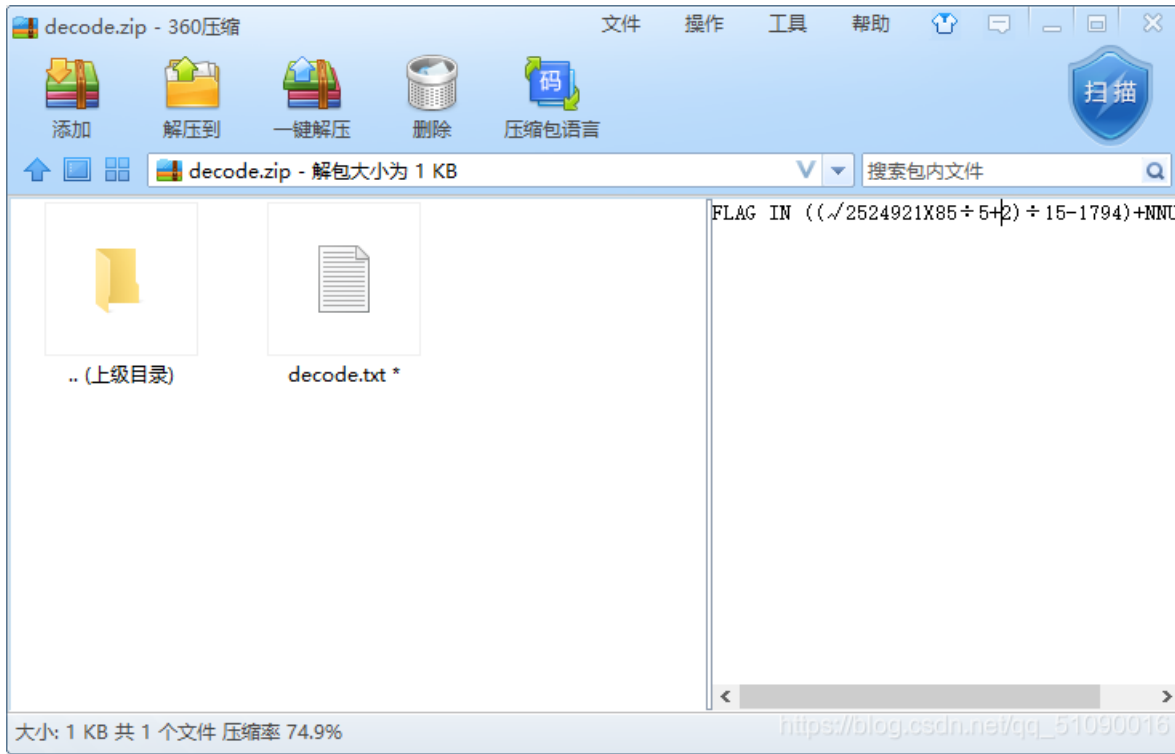 decode.zip - 360压缩 文件 操作 工具 帮助
添加 解压到 一键解压 删除 压缩包语言 扫描
码
decode.zip - 解包大小为 1 KB 搜索包内文件
FLAG IN ((√2524921X85÷5+2)÷15-1794)+NNU
.. (上级目录) decode.txt *
大小: 1 KB 共 1 个文件 压缩率 74.9%
https://blog.csdn.net/qq_51090016